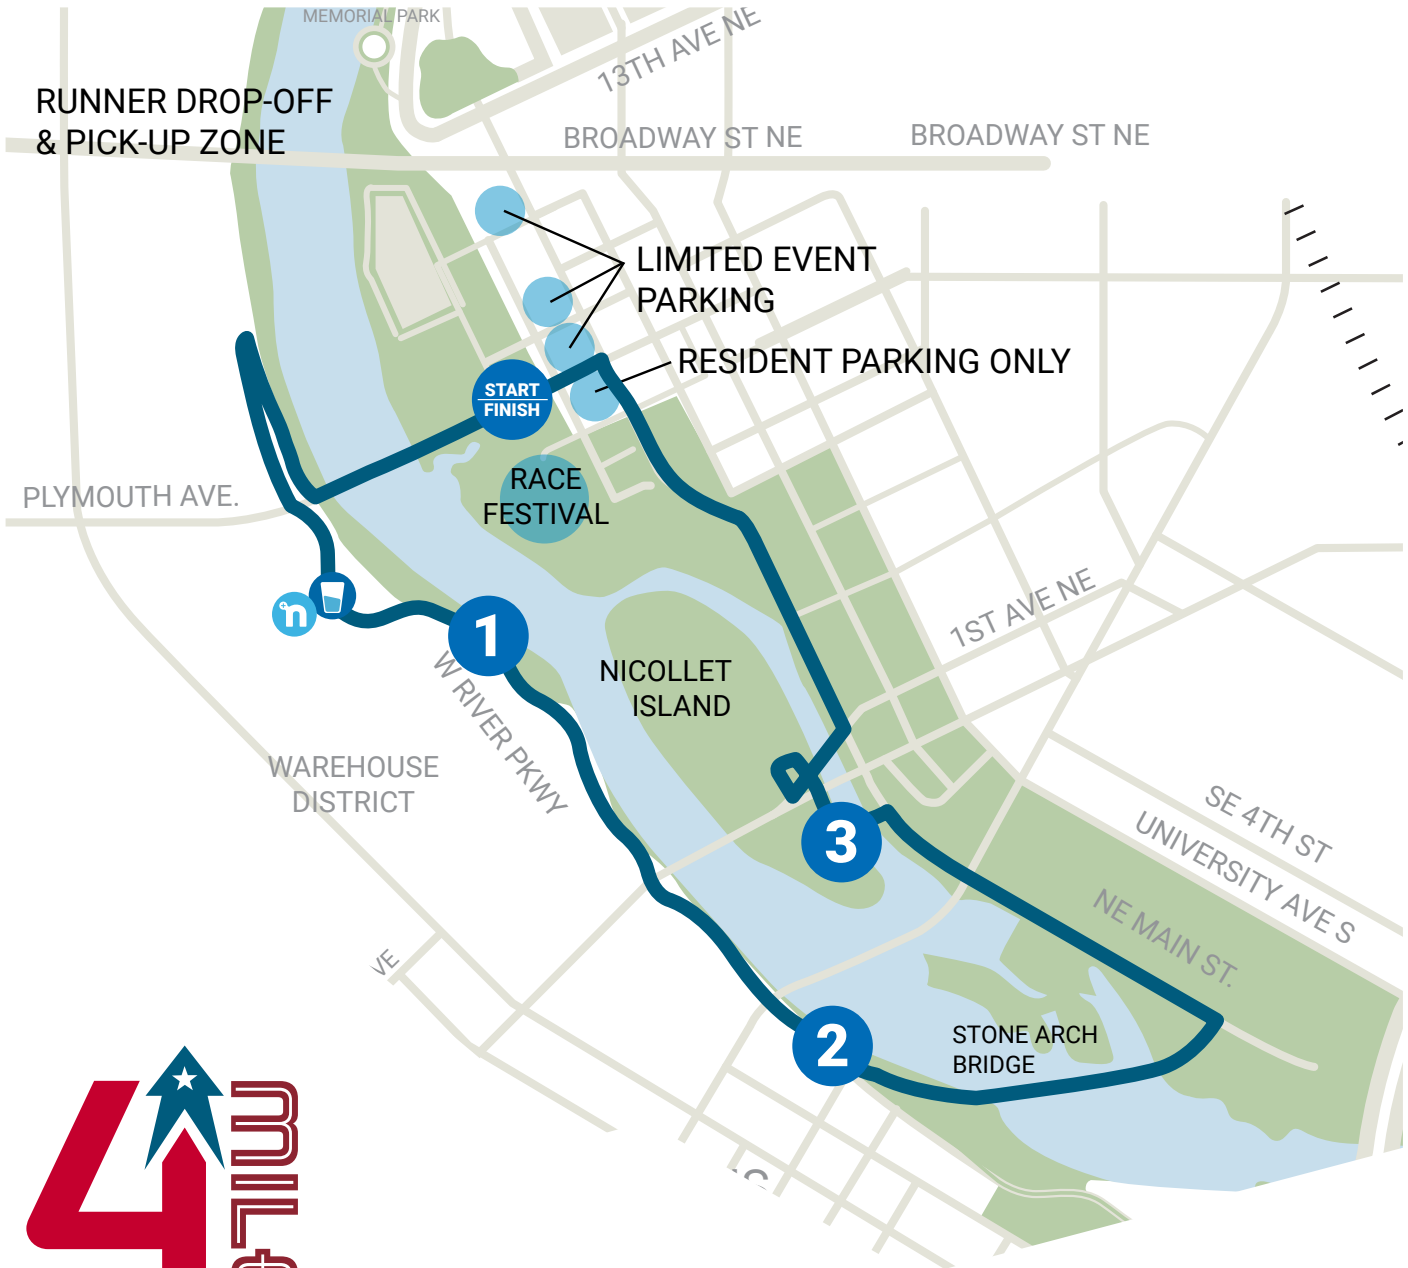 MEMORIAL PARK
13TH AVE NE
RUNNER DROP-OFF
& PICK-UP ZONE
BROADWAY ST NE
BROADWAY ST NE
LIMITED EVENT
PARKING
RESIDENT PARKING ONLY
START
FINISH
RACE
FESTIVAL
PLYMOUTH AVE.
n
1
1ST AVE NE
NICOLLET
ISLAND
W RIVER PKWY
WAREHOUSE
DISTRICT
3
SE 4TH ST
UNIVERSITY AVE S
NE MAIN ST.
VE
2
STONE ARCH
BRIDGE
4